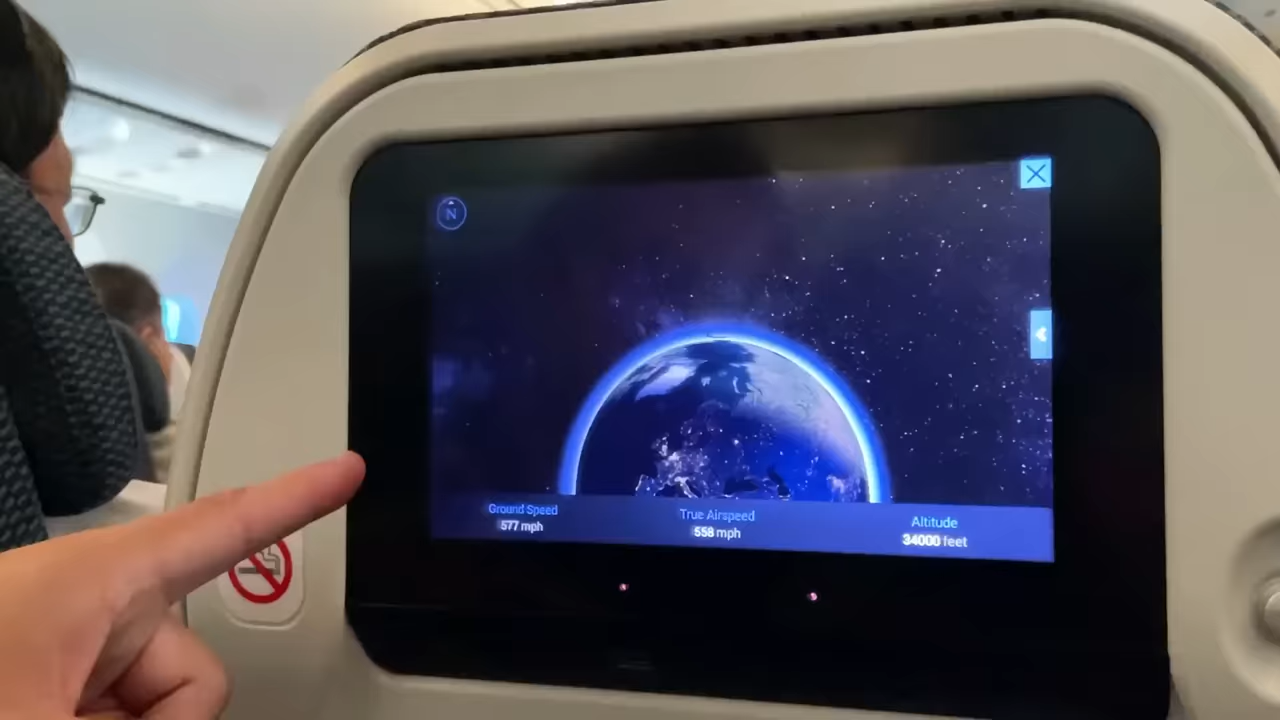 N
Ground Speed
577 mph
True Airspeed
558 mph
Altitude
34000 feet